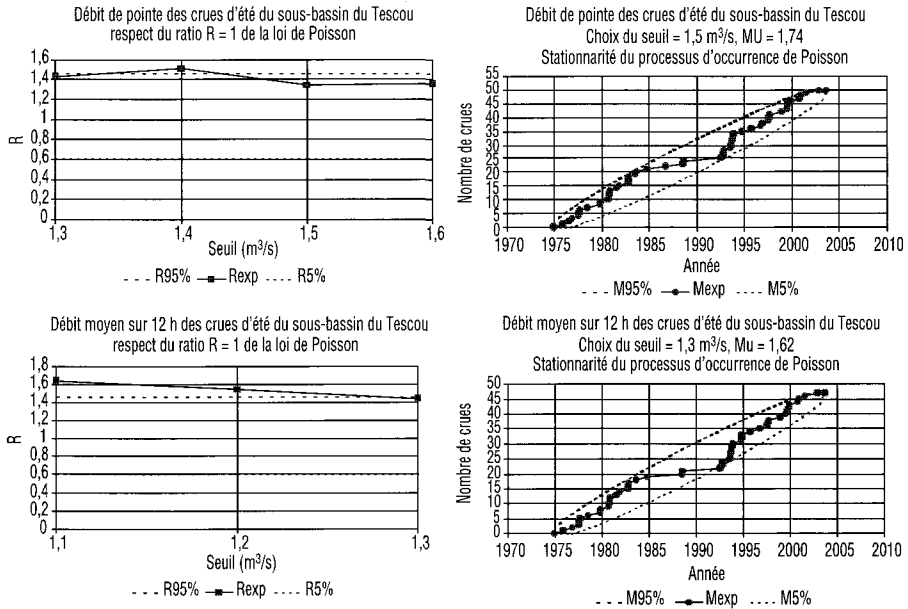 Débit de pointe des crues d'été du sous-bassin du Tescou
respect du ratio R = 1 de la loi de Poisson
1,6
1,4
1,2
1
0,8
0,6
0,4
0,2
0
R
1,3 1,4 1,5 1,6
Seuil (m³/s)
R95% Rexp R5%
Débit de pointe des crues d'été du sous-bassin du Tescou
Choix du seuil = 1,5 m³/s, MU = 1,74
Stationnarité du processus d'occurrence de Poisson
Nombre de crues
55
50
45
40
35
30
25
20
15
10
5
0
1970 1975 1980 1985 1990 1995 2000 2005 2010
Année
M95% Mexp M5%
Débit moyen sur 12 h des crues d'été du sous-bassin du Tescou
respect du ratio R = 1 de la loi de Poisson
1,8
1,6
1,4
1,2
1
0,8
0,6
0,4
0,2
0
R
1,1 1,2 1,3
Seuil (m³/s)
R95% Rexp R5%
Débit moyen sur 12 h des crues d'été du sous-bassin du Tescou
Choix du seuil = 1,3 m³/s, Mu = 1,62
Stationnarité du processus d'occurrence de Poisson
Nombre de crues
50
45
40
35
30
25
20
15
10
5
0
1970 1975 1980 1985 1990 1995 2000 2005 2010
Année
M95% Mexp M5%